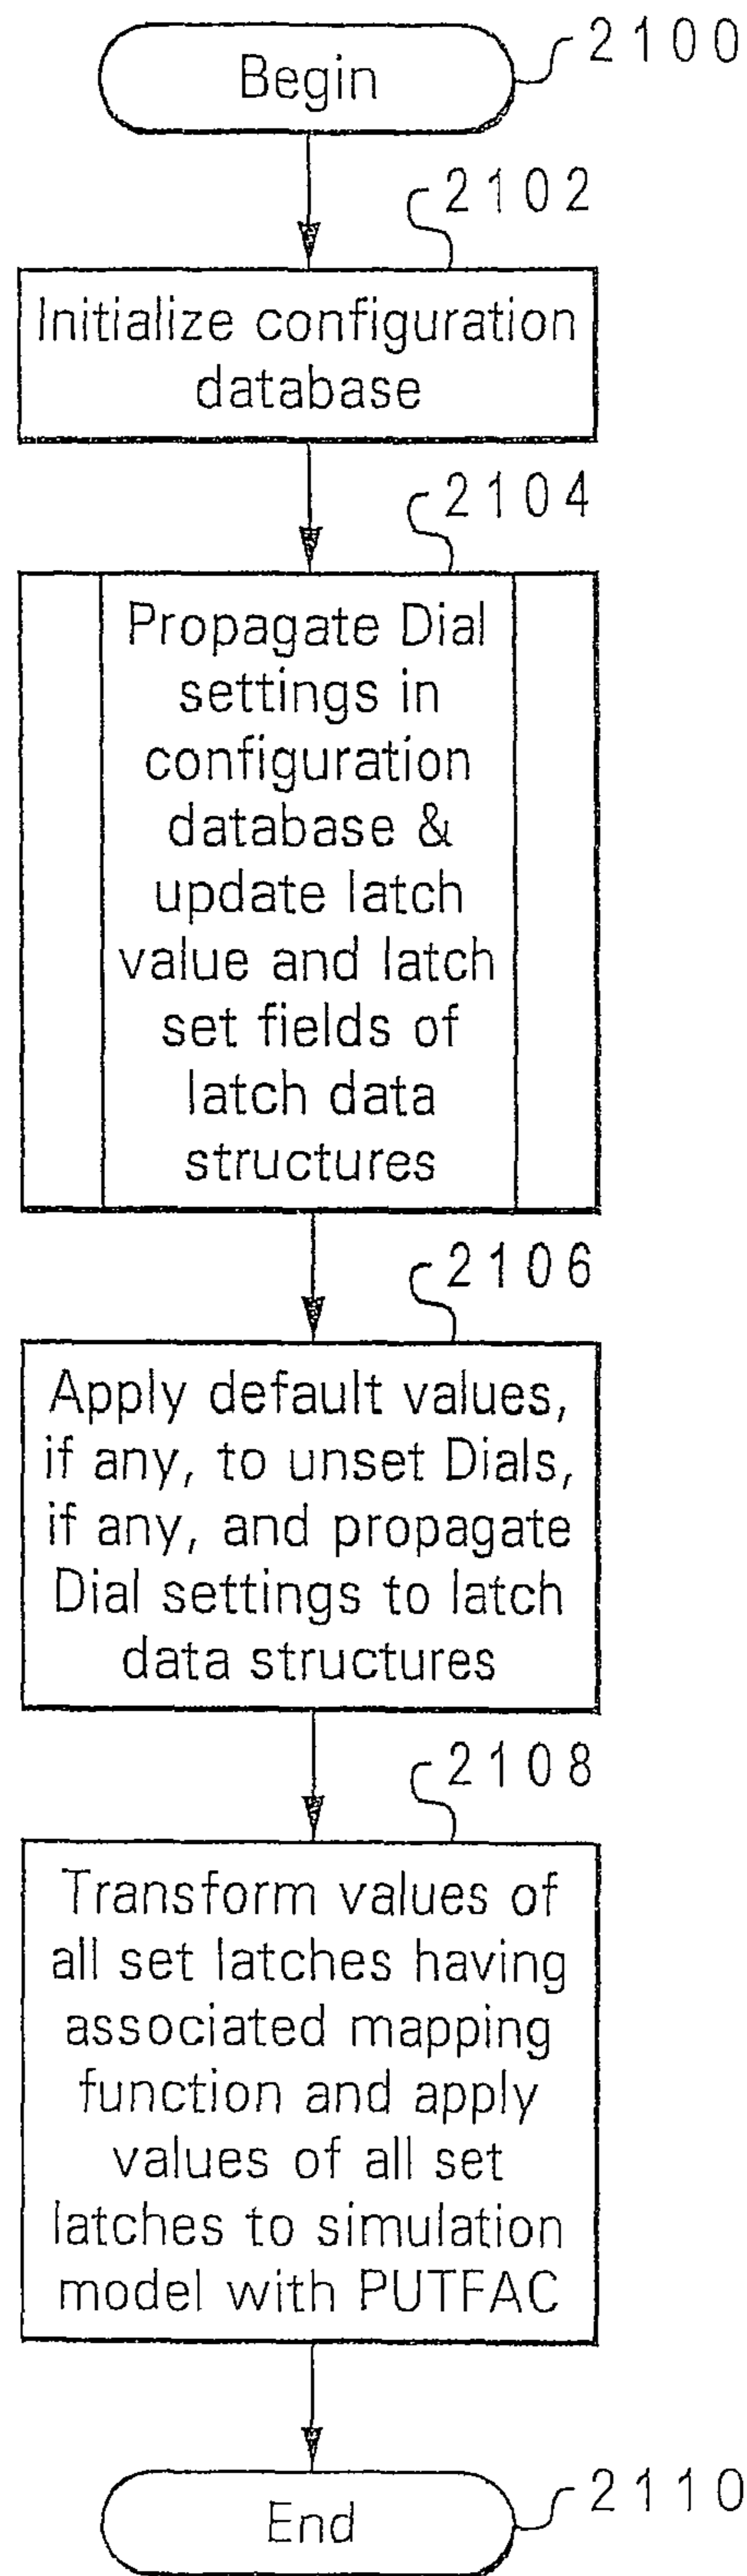 Begin
2100
2102
Initialize configuration
database
2104
Propagate Dial
settings in
configuration
database &
update latch
value and latch
set fields of
latch data
structures
2106
Apply default values,
if any, to unset Dials,
if any, and propagate
Dial settings to latch
data structures
2108
Transform values of
all set latches having
associated mapping
function and apply
values of all set
latches to simulation
model with PUTFAC
End
2110